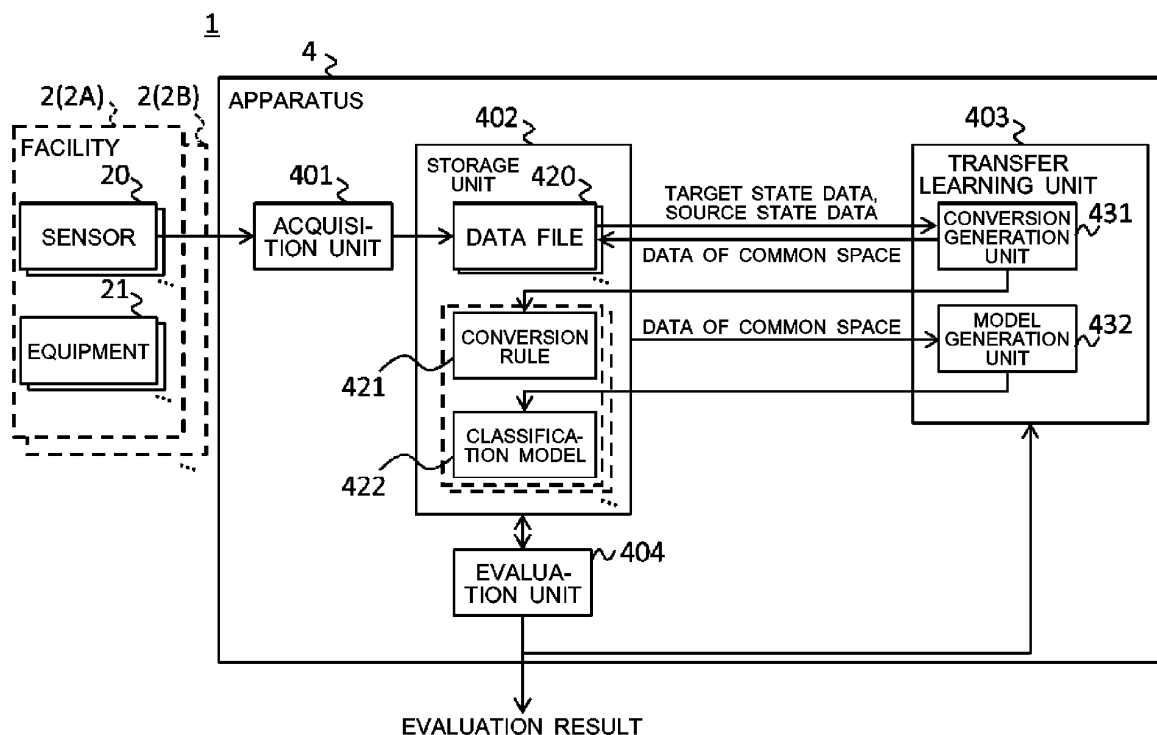 1
4
APPARATUS
2(2A)
2(2B)
FACILITY
20
SENSOR
21
EQUIPMENT
401
ACQUISI-
TION UNIT
402
STORAGE
UNIT
420
DATA FILE
CONVERSION
RULE
421
CLASSIFICA-
TION MODEL
422
TARGET STATE DATA,
SOURCE STATE DATA
DATA OF COMMON SPACE
DATA OF COMMON SPACE
403
TRANSFER
LEARNING UNIT
CONVERSION
GENERATION
UNIT
431
MODEL
GENERATION
UNIT
432
404
EVALUA-
TION UNIT
EVALUATION RESULT